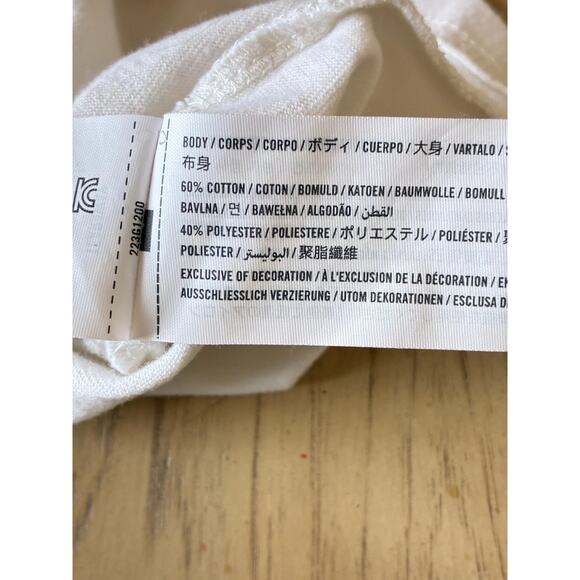 BODY / CORPS / CORPO / ボディ / CUERPO / 大身 / VARTALO /
布身
60% COTTON / COTON / BOMULD / KATOEN / BAUMWOLLE / BOMULL
BAVLNA / 면 / BAWEŁNA / ALGODÃO / القطن /
40% POLYESTER / POLIESTERE / ポリエステル / POLIÉSTER /
POLIESTER / البوليستر / 聚脂纖維
EXCLUSIVE OF DECORATION / À L'EXCLUSION DE LA DÉCORATION /
AUSSCHLIESSLICH VERZIERUNG / UTOM DEKORATIONEN / ESCLUSA
223G1200